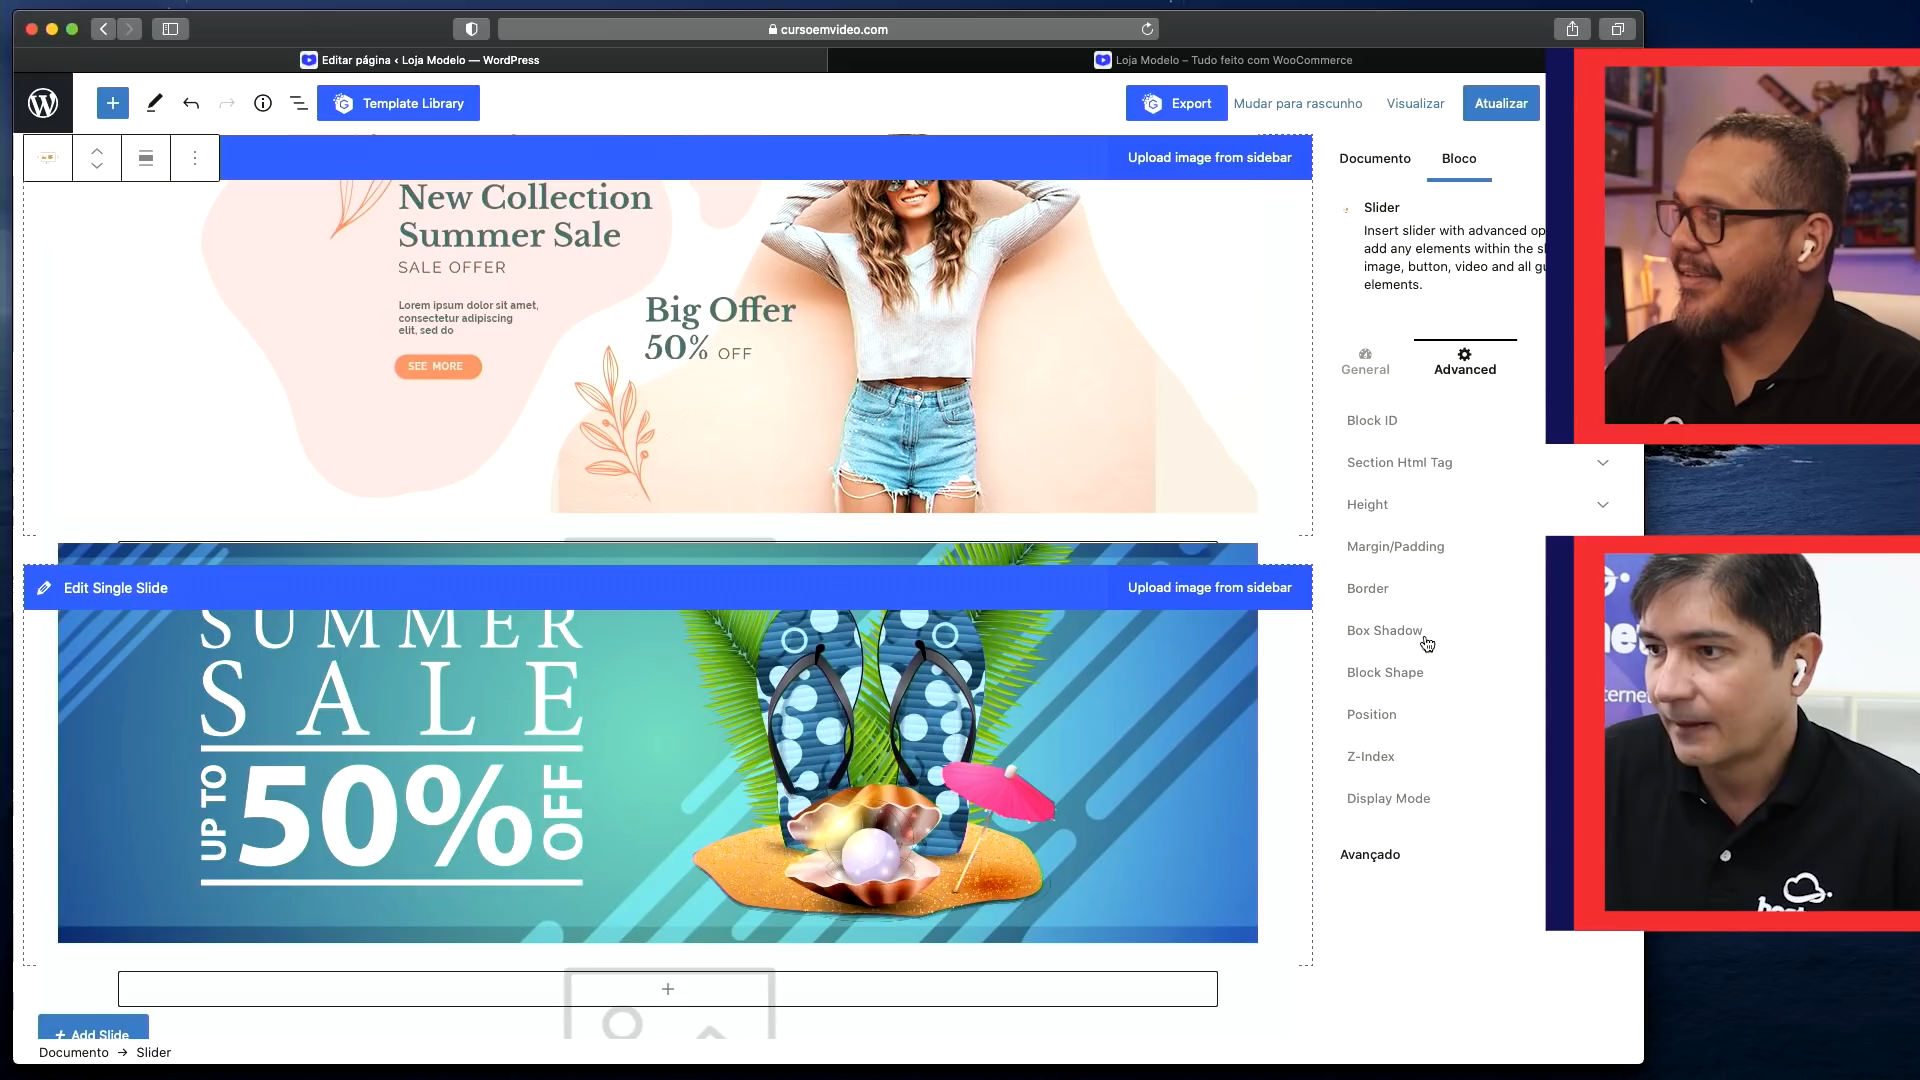 cursoemvideo.com
Editar página ‹ Loja Modelo — WordPress
Loja Modelo – Tudo feito com WooCommerce
Template Library
Export
Mudar para rascunho
Visualizar
Atualizar
Upload image from sidebar
New Collection
Summer Sale
SALE OFFER
Lorem ipsum dolor sit amet,
consectetur adipiscing
elit, sed do
SEE MORE
Big Offer
50% OFF
Edit Single Slide
Upload image from sidebar
SUMMER
SALE
UP TO
50%
OFF
+ Add Slide
Documento → Slider
Documento
Bloco
Slider
Insert slider with advanced op
add any elements within the sl
image, button, video and all gu
elements.
General
Advanced
Block ID
Section Html Tag
Height
Margin/Padding
Border
Box Shadow
Block Shape
Position
Z-Index
Display Mode
Avançado
net
ternet